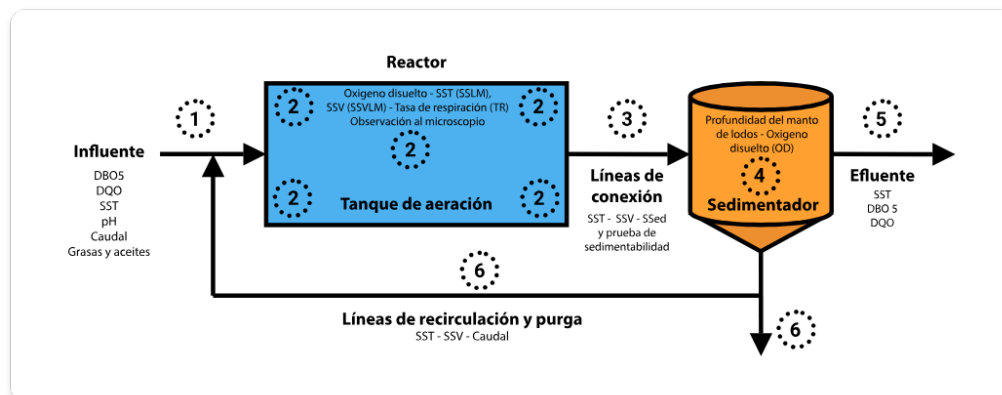 Reactor
Oxigeno disuelto - SST (SSLM),
SSV (SSVLM) - Tasa de respiración (TR)
Observación al microscopio
2
2
2
2
2
Tanque de aeración
1
Influente
DBO5
DQO
SST
pH
Caudal
Grasas y aceites
3
Líneas de
conexión
SST - SSV - SSed
y prueba de
sedimentabilidad
Profundidad del manto
de lodos - Oxigeno
disuelto (OD)
4
Sedimentador
5
Efluente
SST
DBO 5
DQO
6
Líneas de recirculación y purga
SST - SSV - Caudal
6